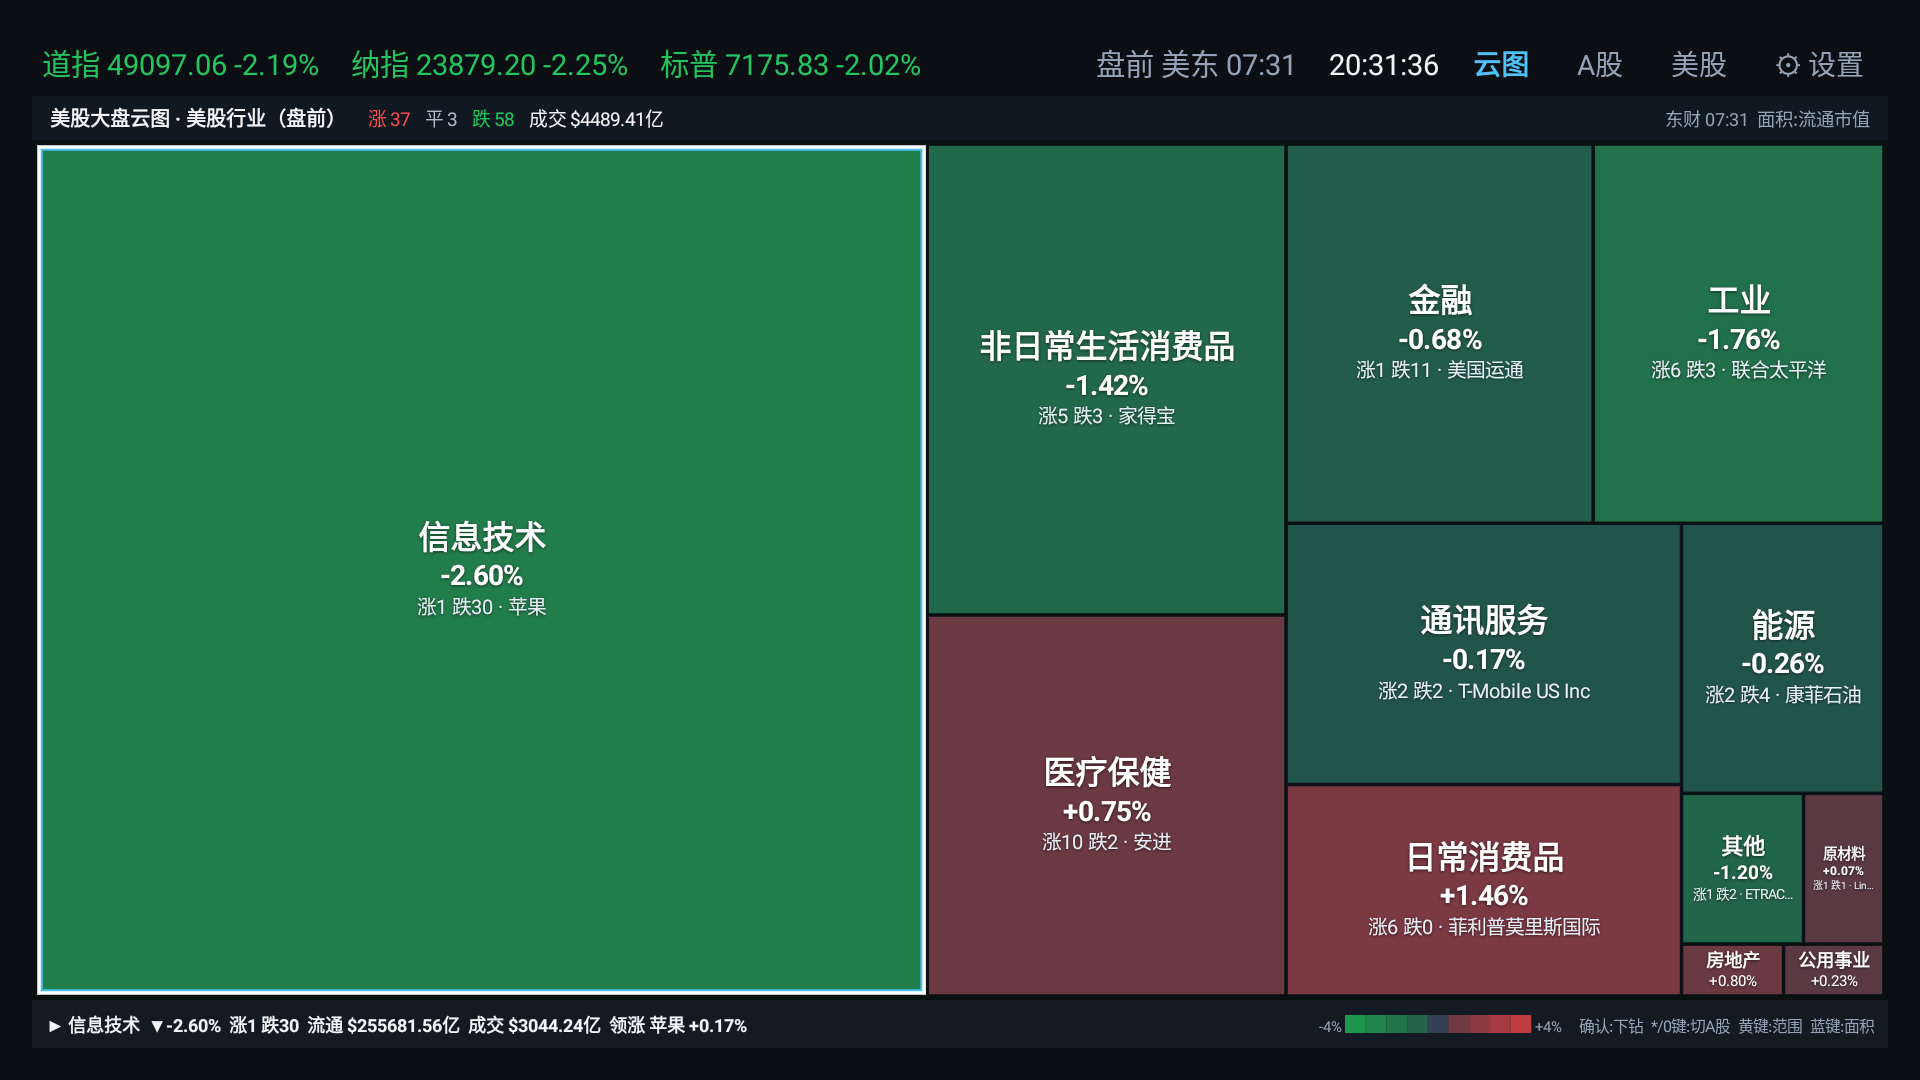 道指 49097.06 -2.19% 纳指 23879.20 -2.25% 标普 7175.83 -2.02% 盘前 美东 07:31 20:31:36 云图 A股 美股 设置
美股大盘云图 · 美股行业（盘前） 涨 37 平 3 跌 58 成交 $4489.41亿 东财 07:31 面积:流通市值
信息技术
-2.60%
涨1 跌30 · 苹果
非日常生活消费品
-1.42%
涨5 跌3 · 家得宝
医疗保健
+0.75%
涨10 跌2 · 安进
金融
-0.68%
涨1 跌11 · 美国运通
工业
-1.76%
涨6 跌3 · 联合太平洋
通讯服务
-0.17%
涨2 跌2 · T-Mobile US Inc
能源
-0.26%
涨2 跌4 · 康菲石油
日常消费品
+1.46%
涨6 跌0 · 菲利普莫里斯国际
其他
-1.20%
涨1 跌2 · ETRAC...
原材料
+0.07%
涨1 跌1 · Lin...
房地产
+0.80%
公用事业
+0.23%
▶ 信息技术 ▼-2.60% 涨1 跌30 流通 $255681.56亿 成交 $3044.24亿 领涨 苹果 +0.17% -4% +4% 确认:下钻 */0键:切A股 黄键:范围 蓝键:面积